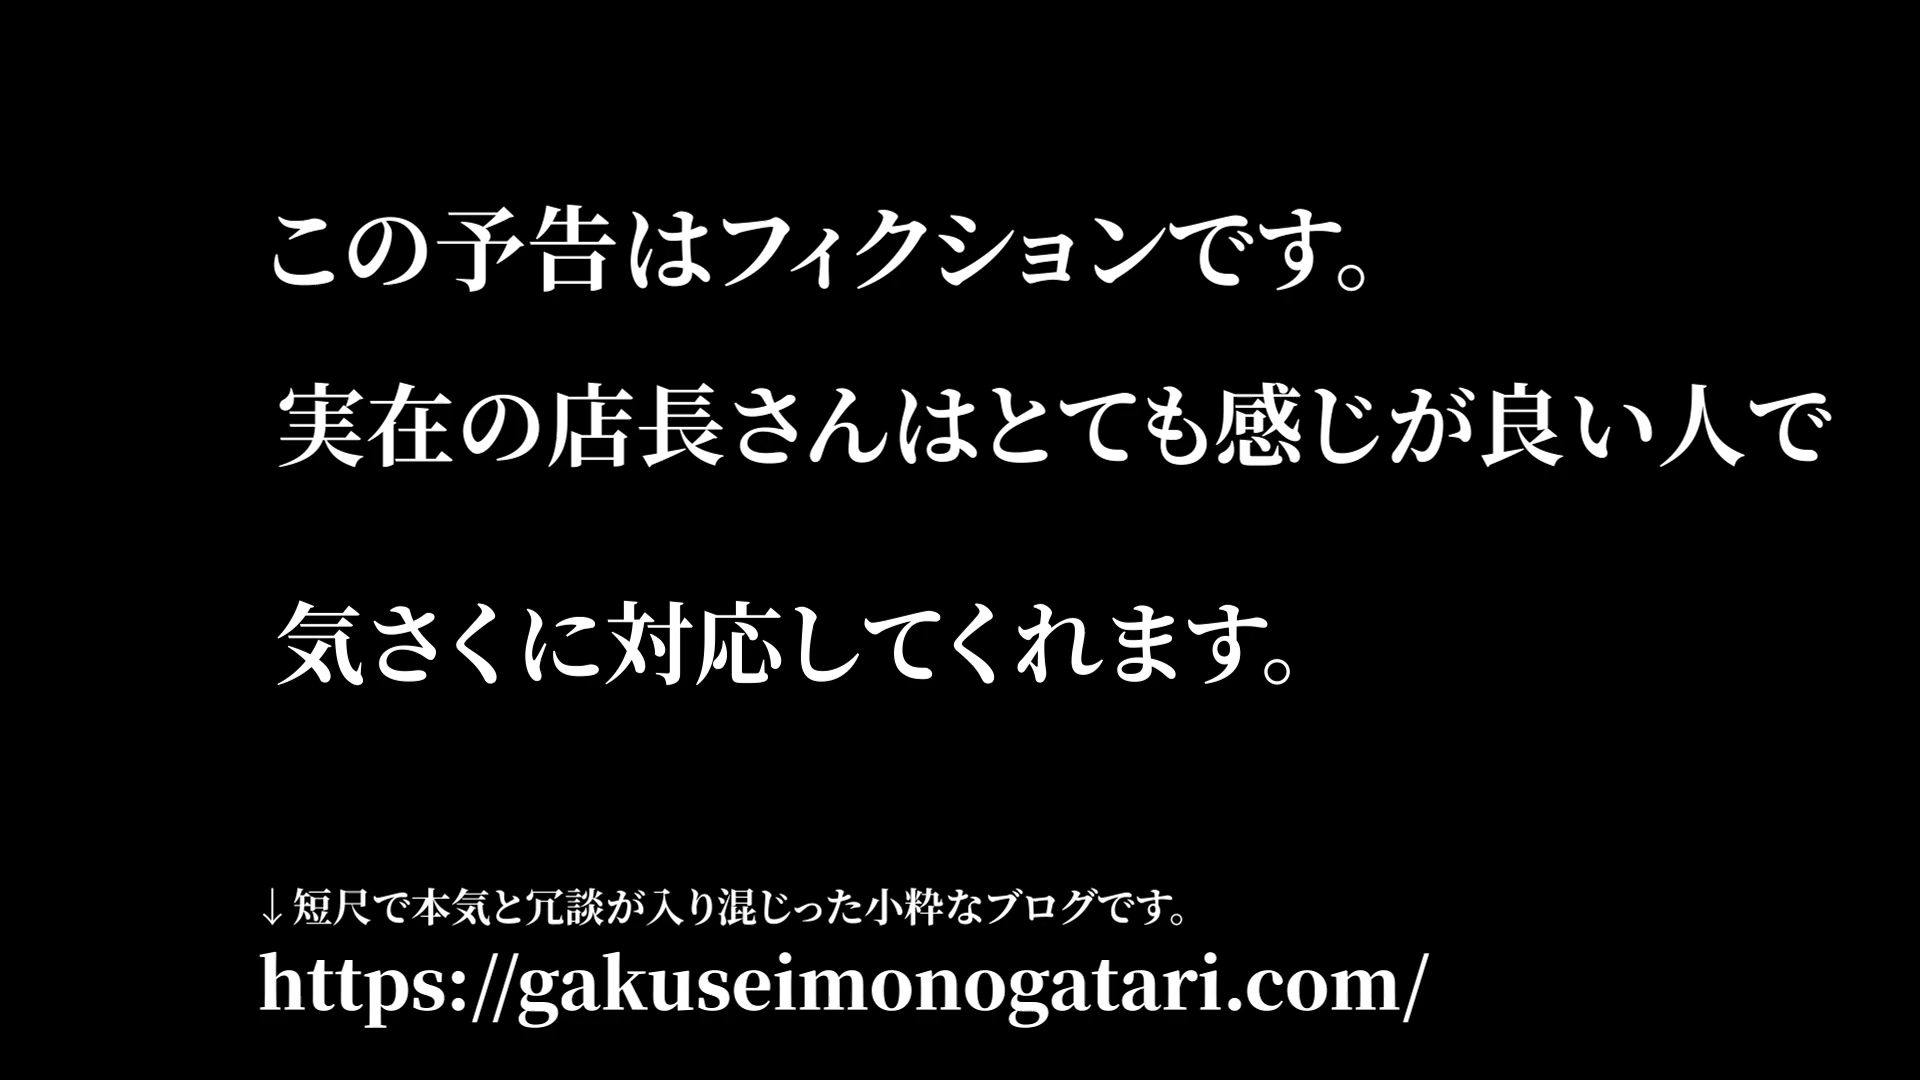 この予告はフィクションです。
実在の店長さんはとても感じが良い人で
気さくに対応してくれます。
↓短尺で本気と冗談が入り混じった小粋なブログです。
https://gakuseimonogatari.com/